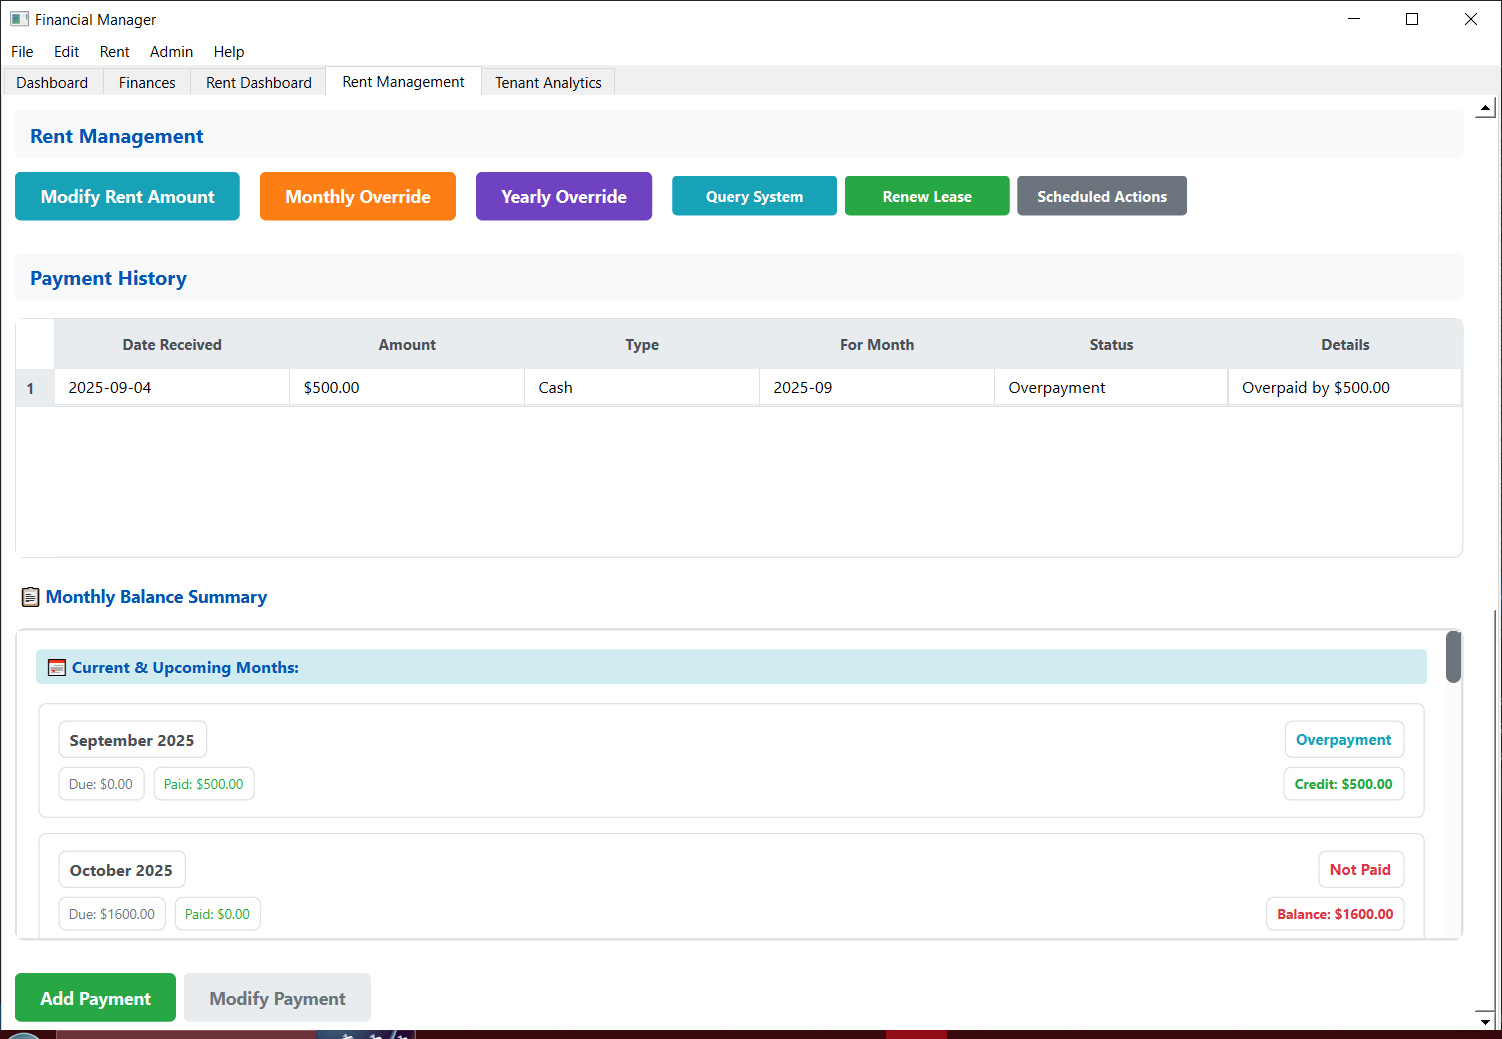 Financial Manager
File Edit Rent Admin Help
Dashboard Finances Rent Dashboard Rent Management Tenant Analytics
Rent Management
Modify Rent Amount Monthly Override Yearly Override Query System Renew Lease Scheduled Actions
Payment History
Date Received Amount Type For Month Status Details
1 2025-09-04 $500.00 Cash 2025-09 Overpayment Overpaid by $500.00
Monthly Balance Summary
Current & Upcoming Months:
September 2025 Overpayment
Due: $0.00 Paid: $500.00 Credit: $500.00
October 2025 Not Paid
Due: $1600.00 Paid: $0.00 Balance: $1600.00
Add Payment Modify Payment